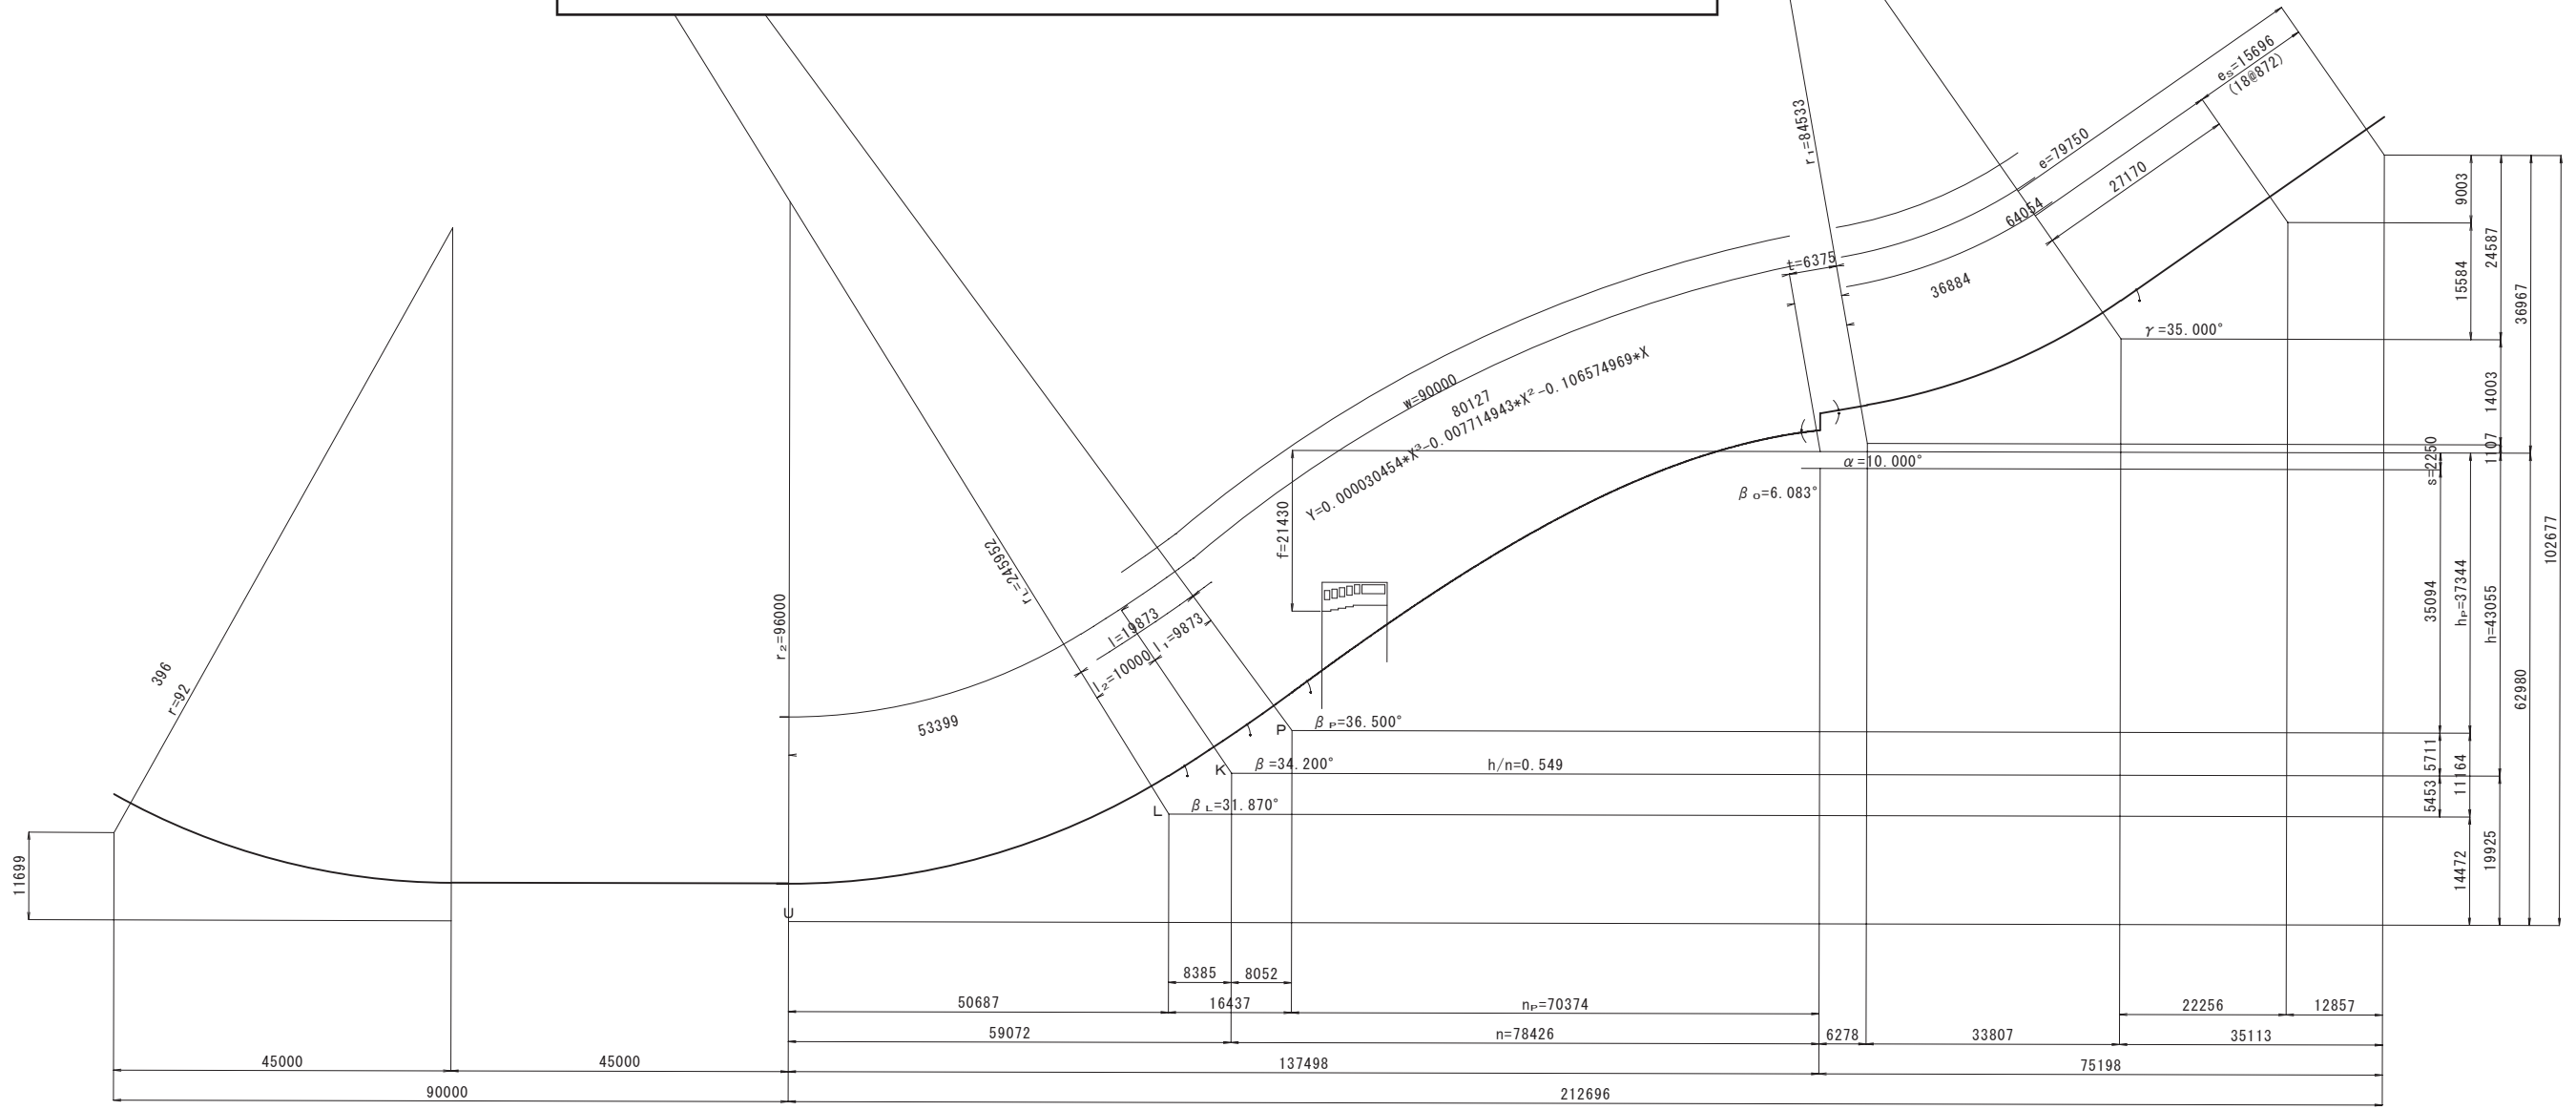 eₛ=15696
(18@872)
e=79750
27170
64054
r₁=84533
t=6375
36884
γ=35.000°
9003
15584
24587
14003
1107
36967
102677
w=90000
80127
Y=0.000030454*X³-0.007714943*X²-0.106574969*X
α=10.000°
β₀=6.083°
s=2250
f=21430
35094
hₚ=37344
h=43055
62980
r_L=245952
l=19873
l₁=9873
l₂=10000
r₂=96000
53399
396
r=92
P
βₚ=36.500°
K
β=34.200°
h/n=0.549
L
β_L=31.870°
5711
5453
11164
14472
19925
11699
U
8385
8052
50687
16437
nₚ=70374
22256
12857
59072
n=78426
6278
33807
35113
45000
45000
137498
75198
90000
212696